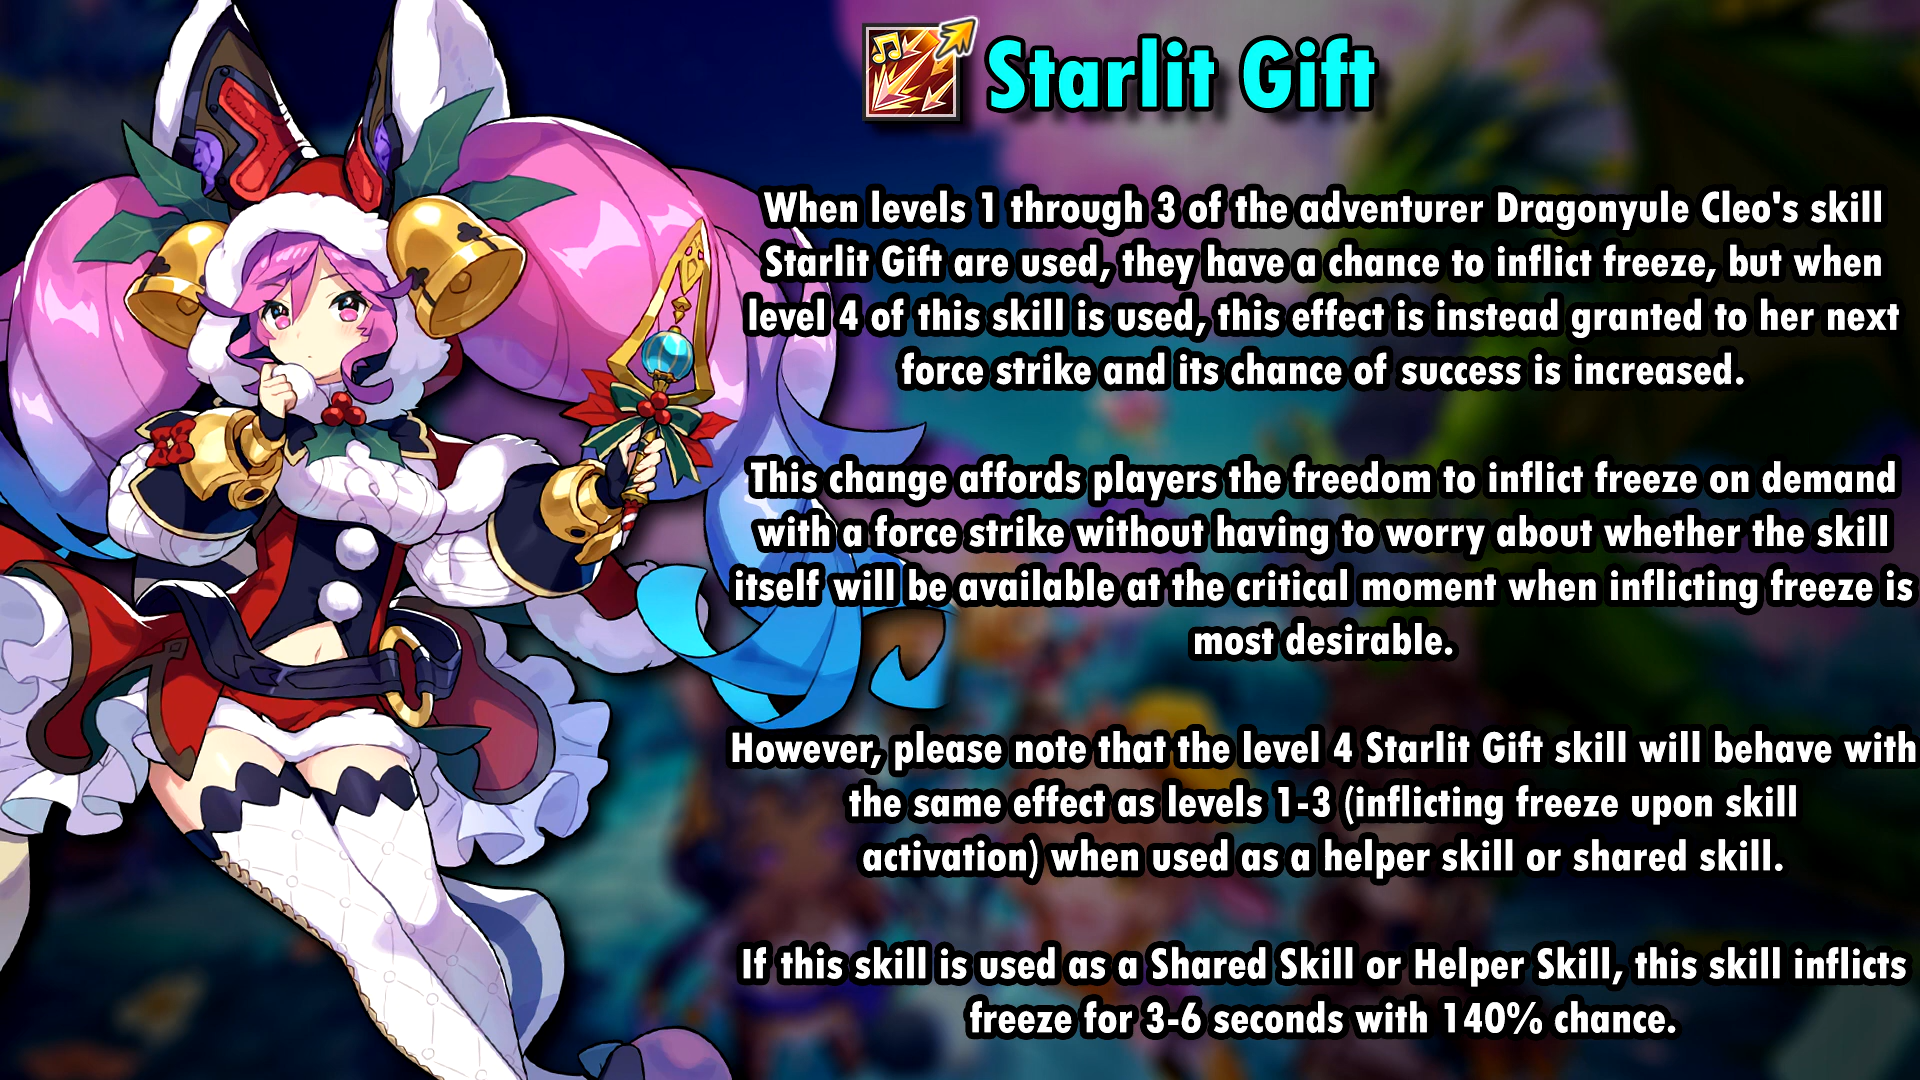 Starlit Gift
When levels 1 through 3 of the adventurer Dragonyule Cleo's skill
Starlit Gift are used, they have a chance to inflict freeze, but when
level 4 of this skill is used, this effect is instead granted to her next
force strike and its chance of success is increased.
This change affords players the freedom to inflict freeze on demand
with a force strike without having to worry about whether the skill
itself will be available at the critical moment when inflicting freeze is
most desirable.
However, please note that the level 4 Starlit Gift skill will behave with
the same effect as levels 1-3 (inflicting freeze upon skill
activation) when used as a helper skill or shared skill.
If this skill is used as a Shared Skill or Helper Skill, this skill inflicts
freeze for 3-6 seconds with 140% chance.